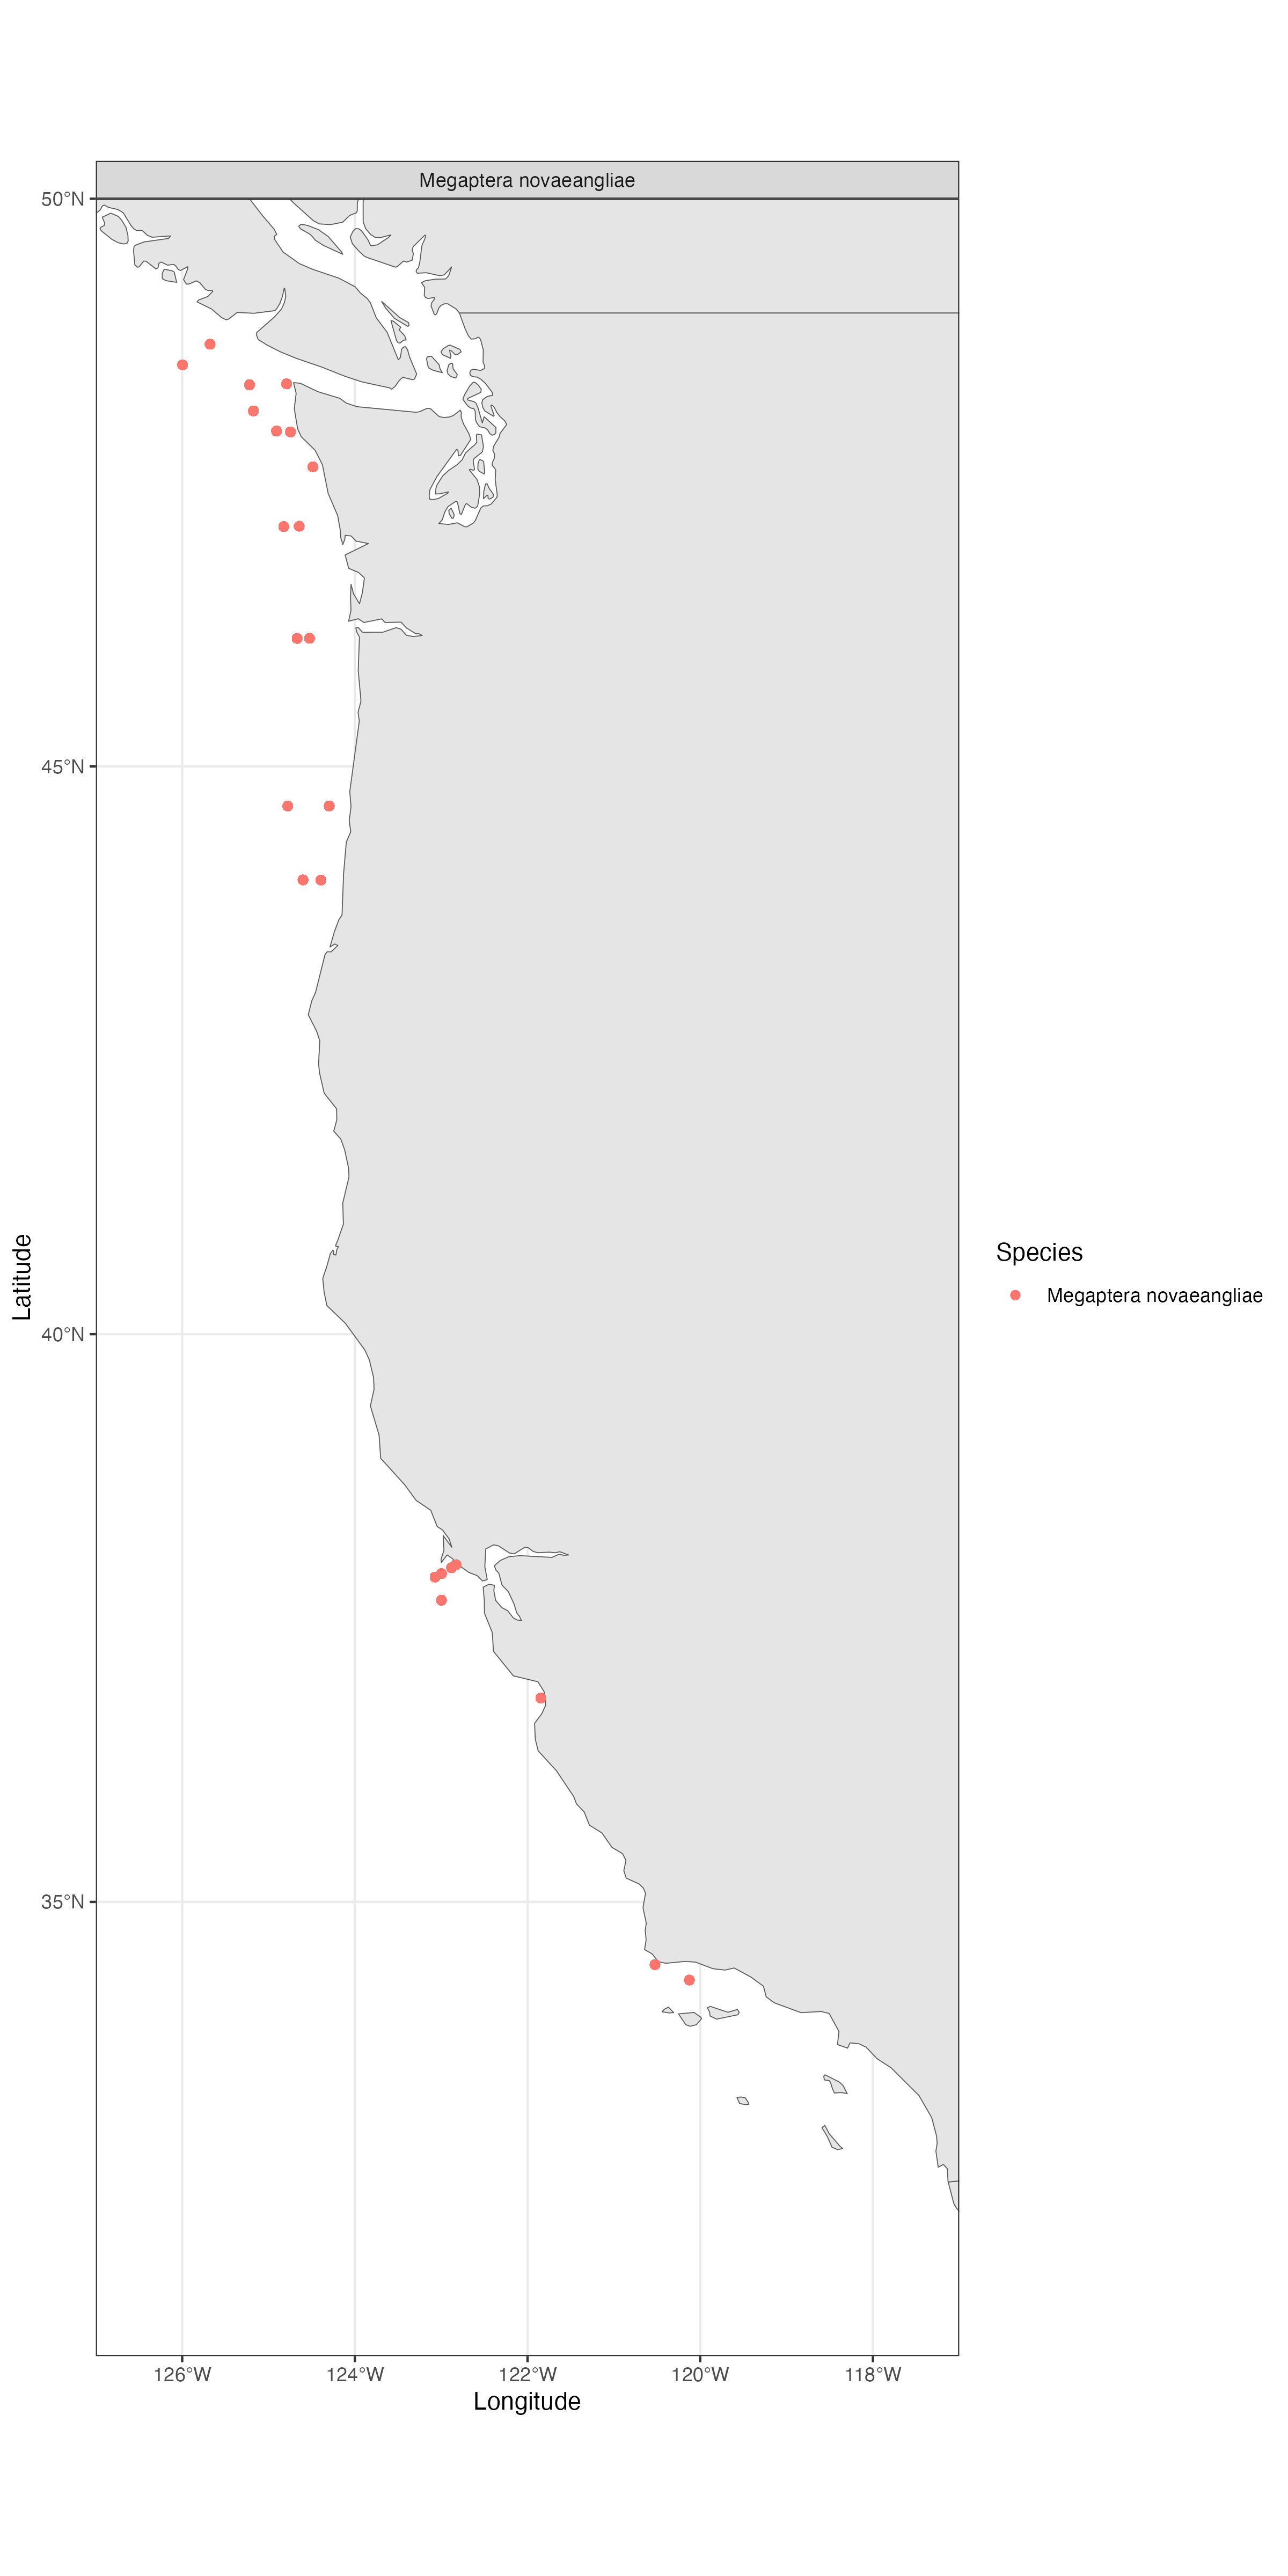 Megaptera novaeangliae
50°N
45°N
40°N
35°N
Latitude
126°W
124°W
122°W
120°W
118°W
Longitude
Species
Megaptera novaeangliae